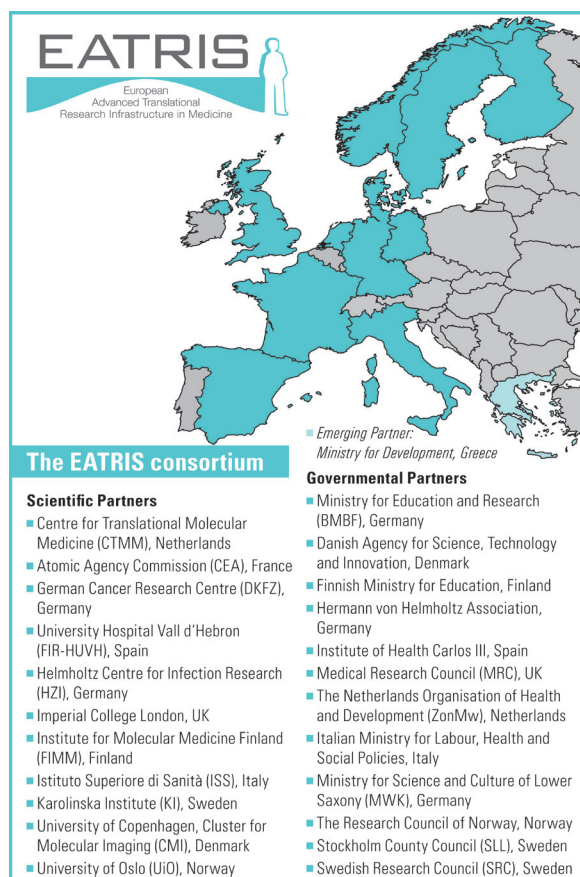 EATRIS
European
Advanced Translational
Research Infrastructure in Medicine
Emerging Partner:
Ministry for Development, Greece
The EATRIS consortium
Scientific Partners
Centre for Translational Molecular
Medicine (CTMM), Netherlands
Atomic Agency Commission (CEA), France
German Cancer Research Centre (DKFZ),
Germany
University Hospital Vall d'Hebron
(FIR-HUVH), Spain
Helmholtz Centre for Infection Research
(HZI), Germany
Imperial College London, UK
Institute for Molecular Medicine Finland
(FIMM), Finland
Istituto Superiore di Sanità (ISS), Italy
Karolinska Institute (KI), Sweden
University of Copenhagen, Cluster for
Molecular Imaging (CMI), Denmark
University of Oslo (UiO), Norway
Governmental Partners
Ministry for Education and Research
(BMBF), Germany
Danish Agency for Science, Technology
and Innovation, Denmark
Finnish Ministry for Education, Finland
Hermann von Helmholtz Association,
Germany
Institute of Health Carlos III, Spain
Medical Research Council (MRC), UK
The Netherlands Organisation of Health
and Development (ZonMw), Netherlands
Italian Ministry for Labour, Health and
Social Policies, Italy
Ministry for Science and Culture of Lower
Saxony (MWK), Germany
The Research Council of Norway, Norway
Stockholm County Council (SLL), Sweden
Swedish Research Council (SRC), Sweden